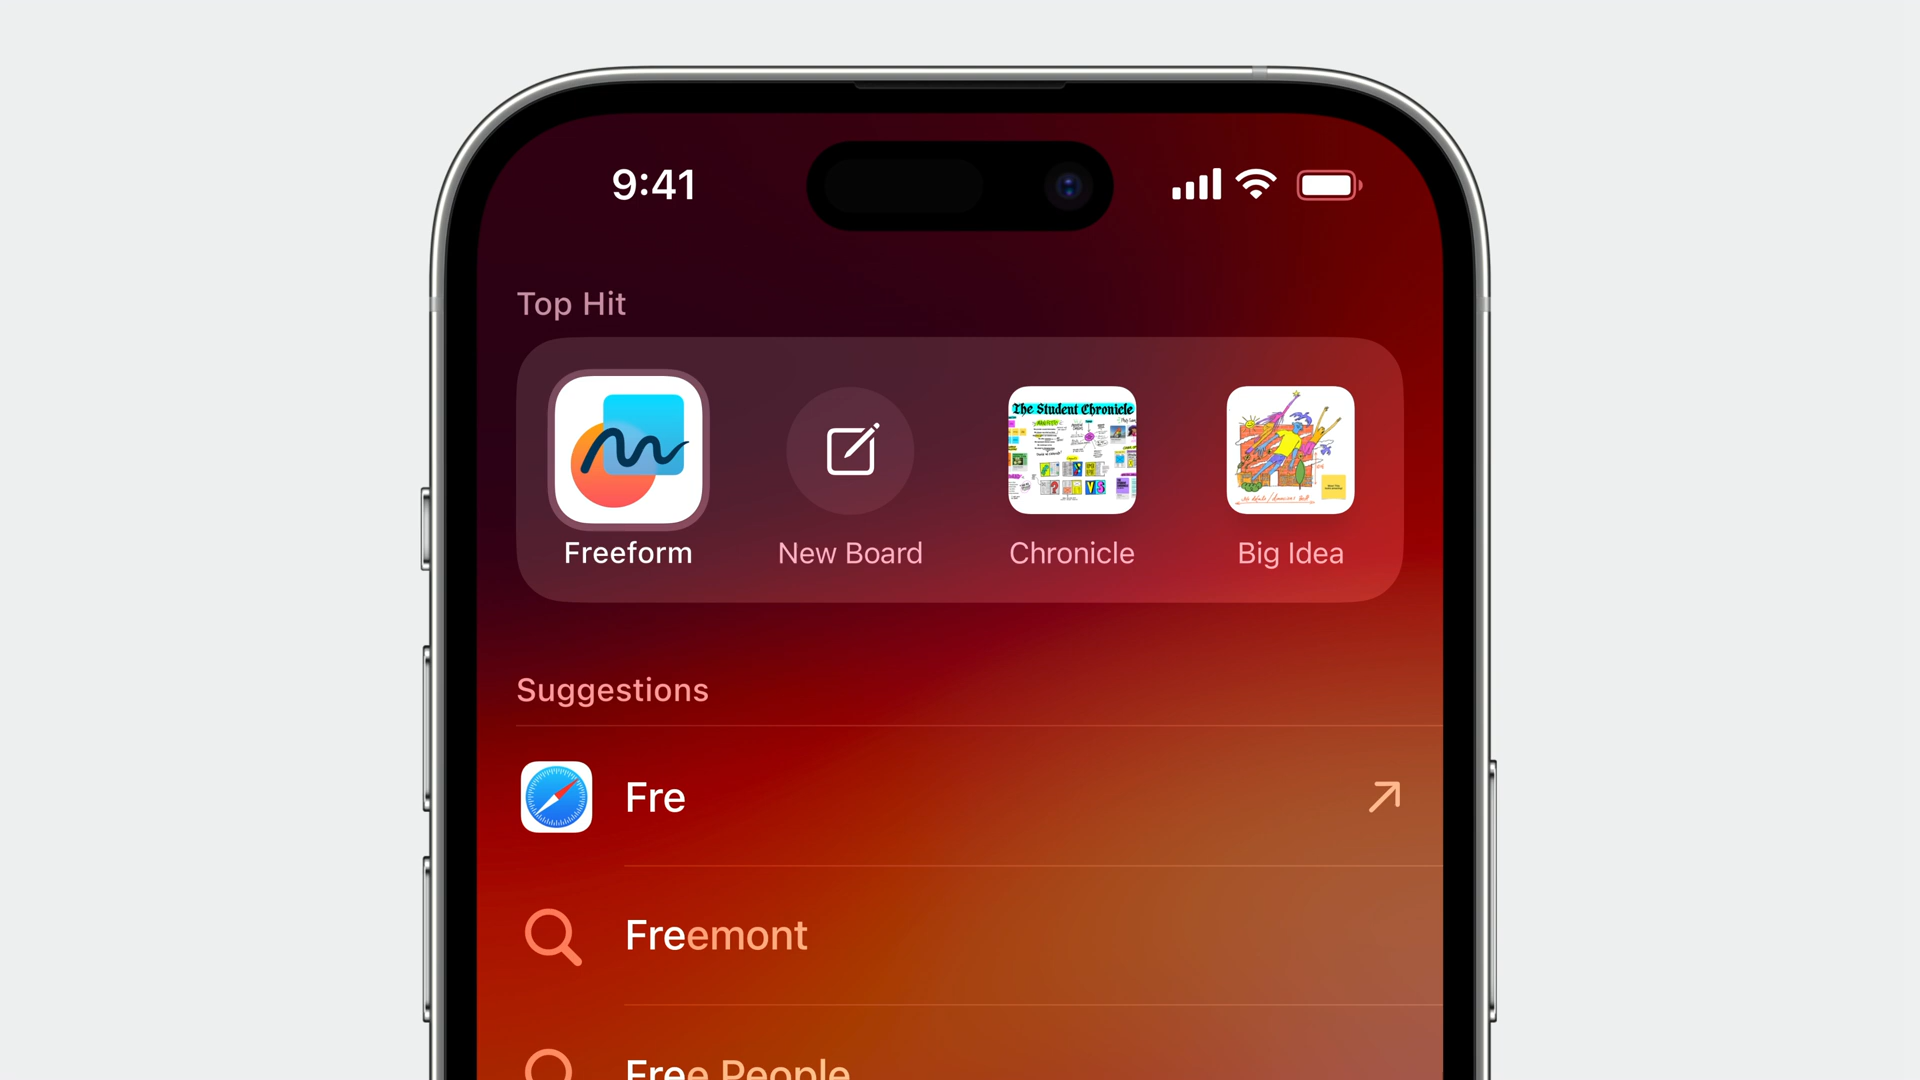 9:41
Top Hit
The Student Chronicle
Freeform
New Board
Chronicle
Big Idea
Suggestions
Fre
Freemont
Free People